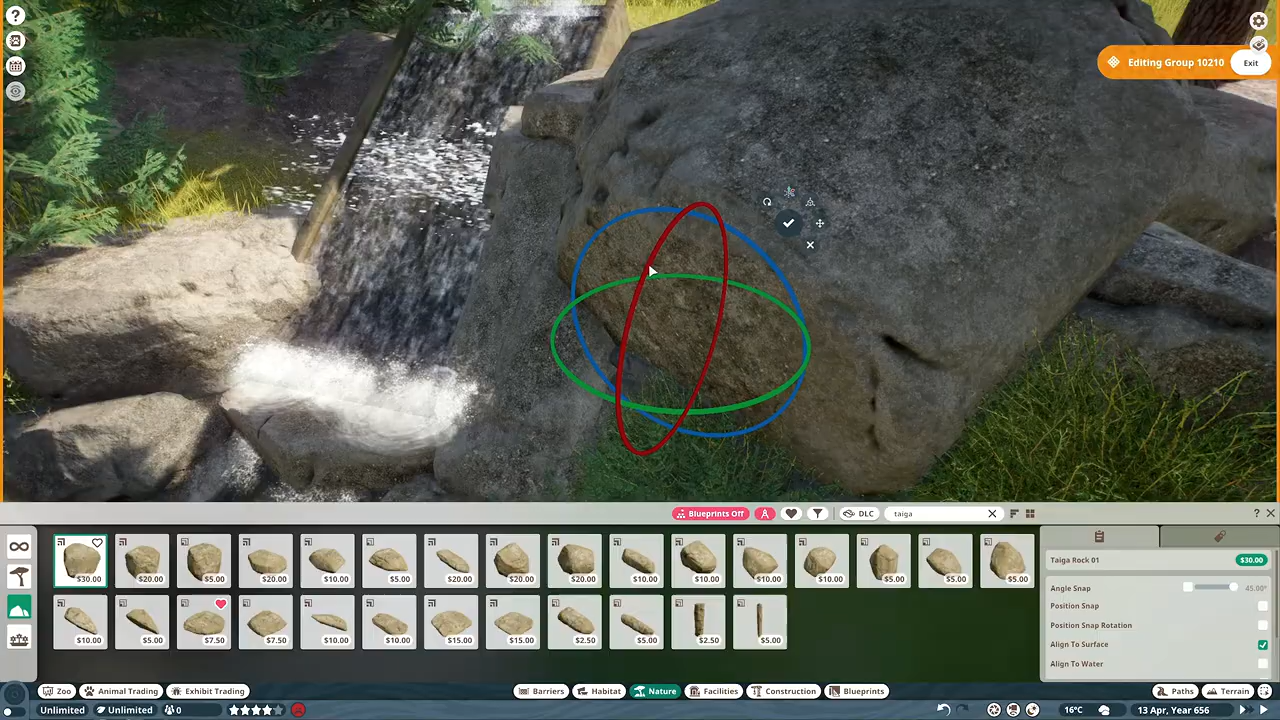 ?
Editing Group 10210 Exit
Blueprints Off A DLC taiga ?
$30.00 $20.00 $5.00 $20.00 $10.00 $5.00 $20.00 $20.00 $20.00 $10.00 $10.00 $10.00 $10.00 $5.00 $5.00 $5.00
$10.00 $5.00 $7.50 $7.50 $10.00 $10.00 $15.00 $15.00 $2.50 $5.00 $2.50 $5.00
Taiga Rock 01 $30.00
Angle Snap 45.00°
Position Snap
Position Snap Rotation
Align To Surface
Align To Water
Zoo Animal Trading Exhibit Trading Barriers Habitat Nature Facilities Construction Blueprints Paths Terrain
Unlimited Unlimited 0 16°C 13 Apr, Year 656